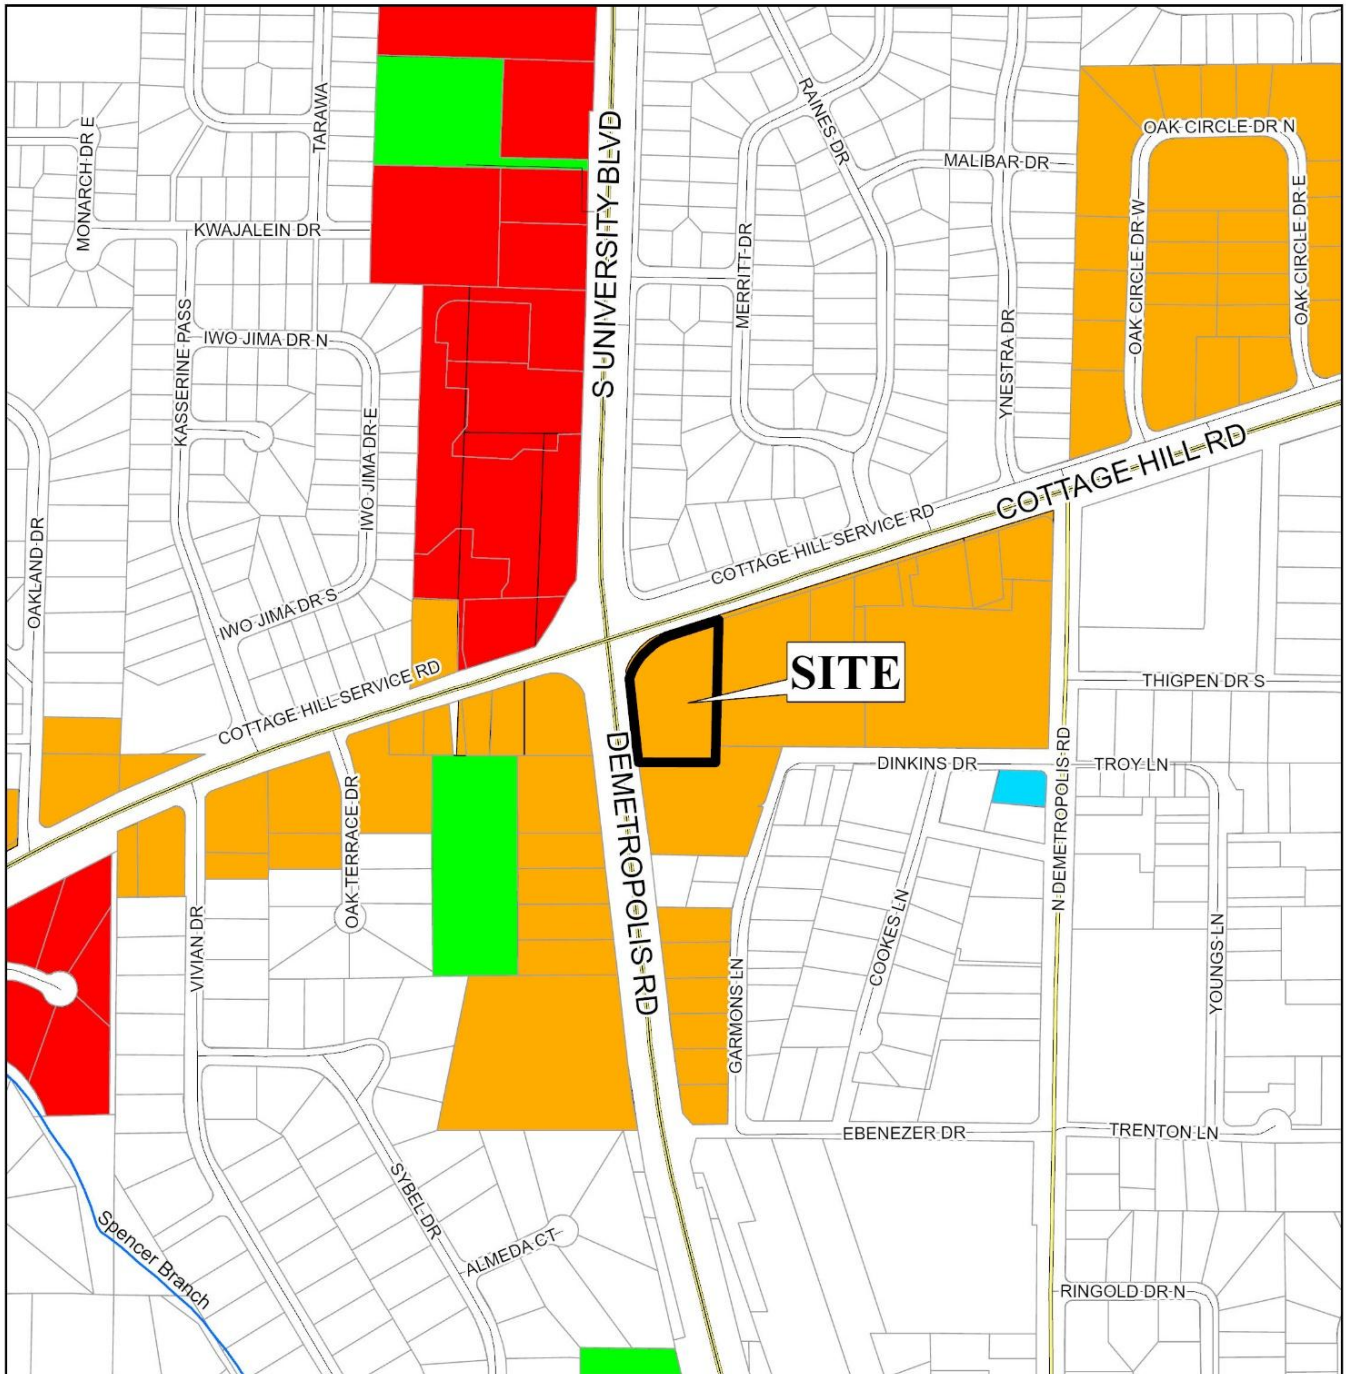 OAK CIRCLE DR N
RAINES DR
TARAWA
MONARCH DR E
MALIBAR DR
S UNIVERSITY BLVD
KWAJALEIN DR
MERRITT DR
OAK CIRCLE DR W
OAK CIRCLE DR E
IWO JIMA DR N
KASSERINE PASS
YNESTRA DR
IWO JIMA DR E
COTTAGE HILL RD
COTTAGE HILL SERVICE RD
OAKLAND DR
IWO JIMA DR S
SITE
THIGPEN DR S
COTTAGE HILL SERVICE RD
DINKINS DR
TROY LN
N DEMETROPOLIS RD
OAK TERRACE DR
DEMETROPOLIS RD
VIVIAN DR
COOKES LN
YOUNGS LN
GARMONS LN
EBENEZER DR
TRENTON LN
SYBEL DR
ALMEDA CT
Spencer Branch
RINGOLD DR N